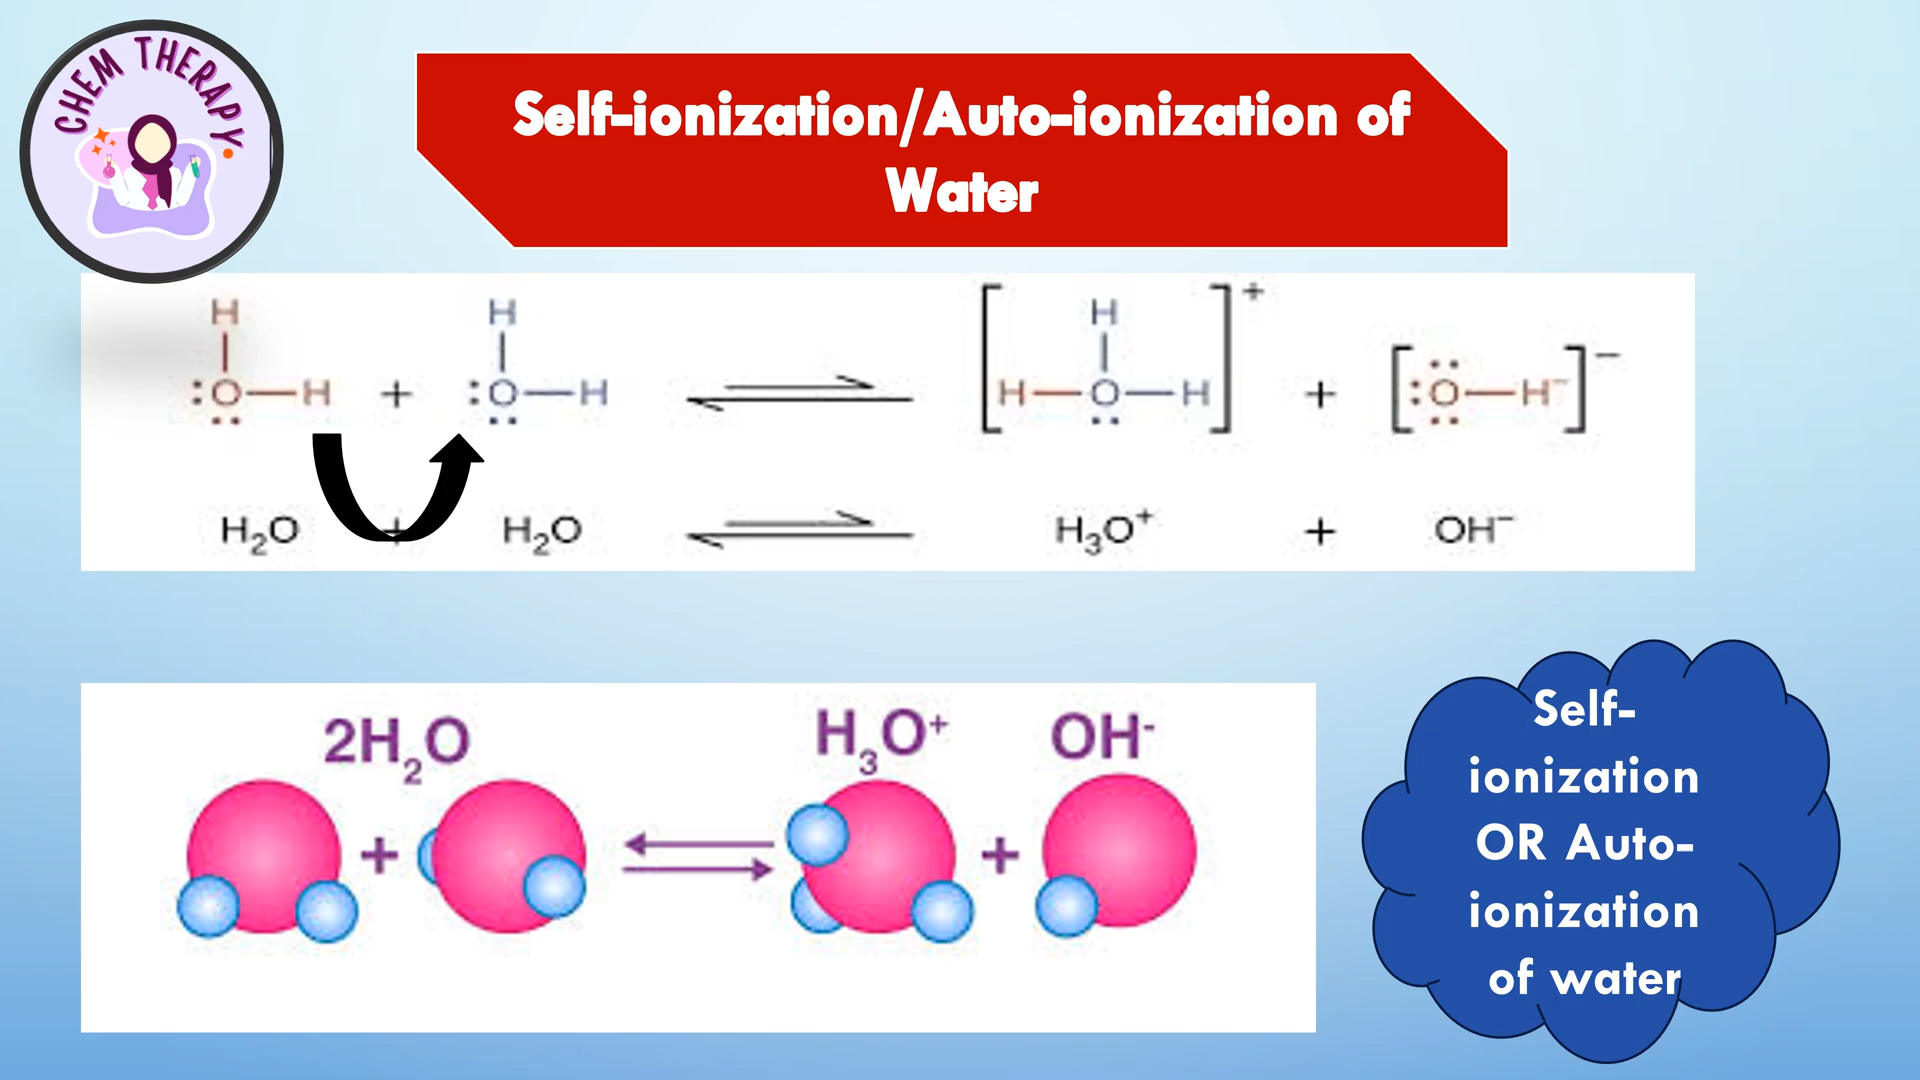 CHEM THERAPY
Self-ionization/Auto-ionization of
Water
H H [ H ]⁺
:O—H + :O—H ⇌ H—O—H + [:O—H⁻]⁻
H₂O + H₂O ⇌ H₃O⁺ + OH⁻
2H₂O H₃O⁺ OH⁻
+ ⇌ +
Self-
ionization
OR Auto-
ionization
of water